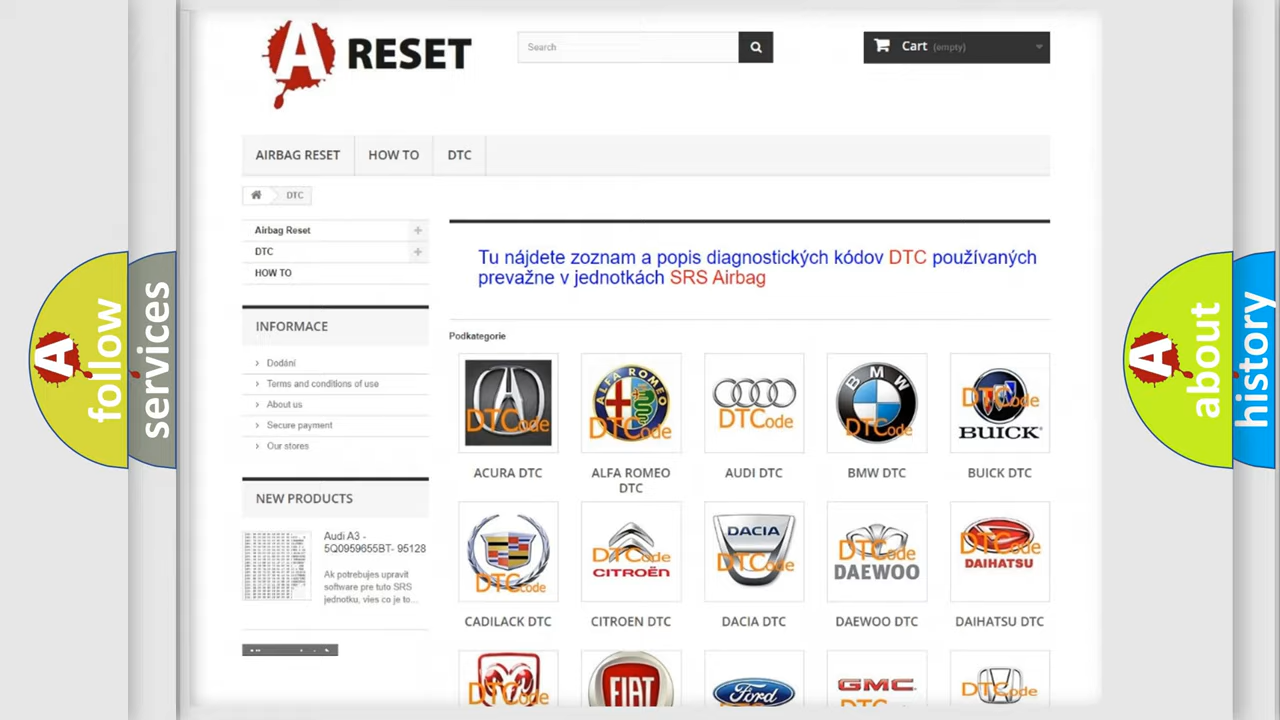 A RESET
Search
Cart (empty)
AIRBAG RESET
HOW TO
DTC
DTC
Airbag Reset
DTC
HOW TO
INFORMACE
Dodání
Terms and conditions of use
About us
Secure payment
Our stores
NEW PRODUCTS
Audi A3 -
5Q0959655BT- 95128
Ak potrebujes upravit
software pre tuto SRS
jednotku, vies co je to...
Tu nájdete zoznam a popis diagnostických kódov DTC používaných
prevažne v jednotkách SRS Airbag
Podkategorie
DTCode
ALFA ROMEO
DTCode
DTCode
BMW
DTCode
DTCode
BUICK
ACURA DTC
ALFA ROMEO
DTC
AUDI DTC
BMW DTC
BUICK DTC
DTCode
DTCode
CITROËN
DACIA
DTCode
DTCode
DAEWOO
DTCode
DAIHATSU
CADILACK DTC
CITROEN DTC
DACIA DTC
DAEWOO DTC
DAIHATSU DTC
DTCode
FIAT
Ford
GMC
DTCode
A
follow
services
A
about
history